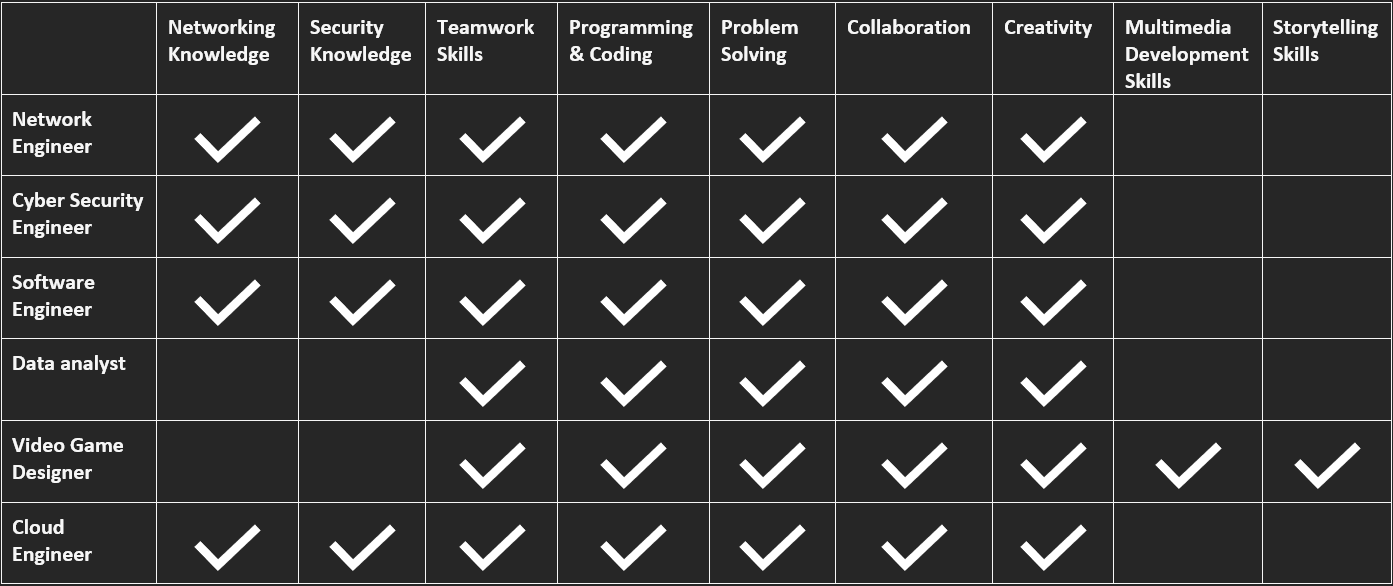 Networking
Knowledge
Security
Knowledge
Teamwork
Skills
Programming
& Coding
Problem
Solving
Collaboration
Creativity
Multimedia
Development
Skills
Storytelling
Skills
Network
Engineer
Cyber Security
Engineer
Software
Engineer
Data analyst
Video Game
Designer
Cloud
Engineer